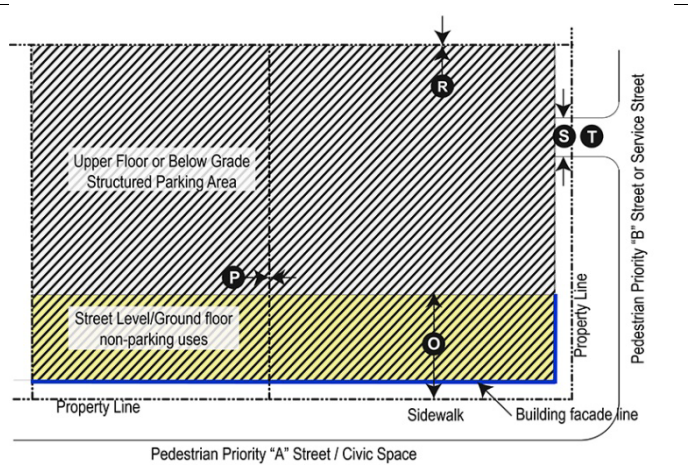 R
S T
Upper Floor or Below Grade
Structured Parking Area
P
Street Level/Ground floor
non-parking uses
O
Property Line
Pedestrian Priority “B” Street or Service Street
Property Line
Sidewalk
Building facade line
Pedestrian Priority “A” Street / Civic Space